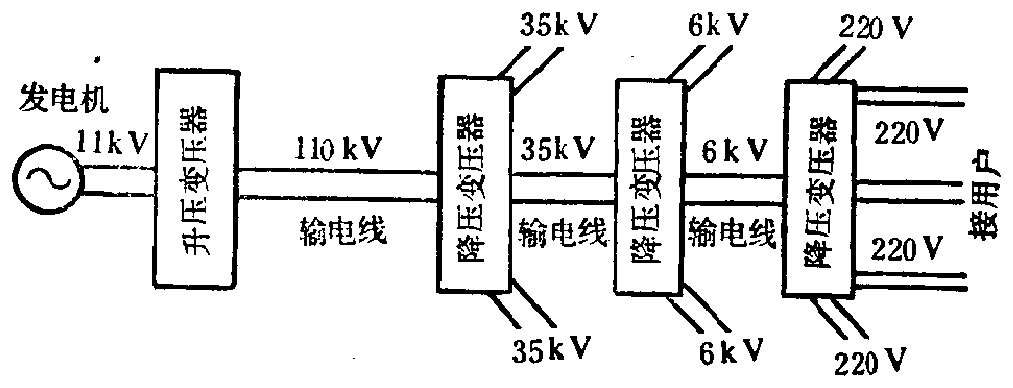 35kV
6kV
220V
发电机
11kV
升压变压器
110kV
输电线
降压变压器
35kV
输电线
降压变压器
6kV
输电线
降压变压器
220V
220V
接用户
35kV
6kV
220V